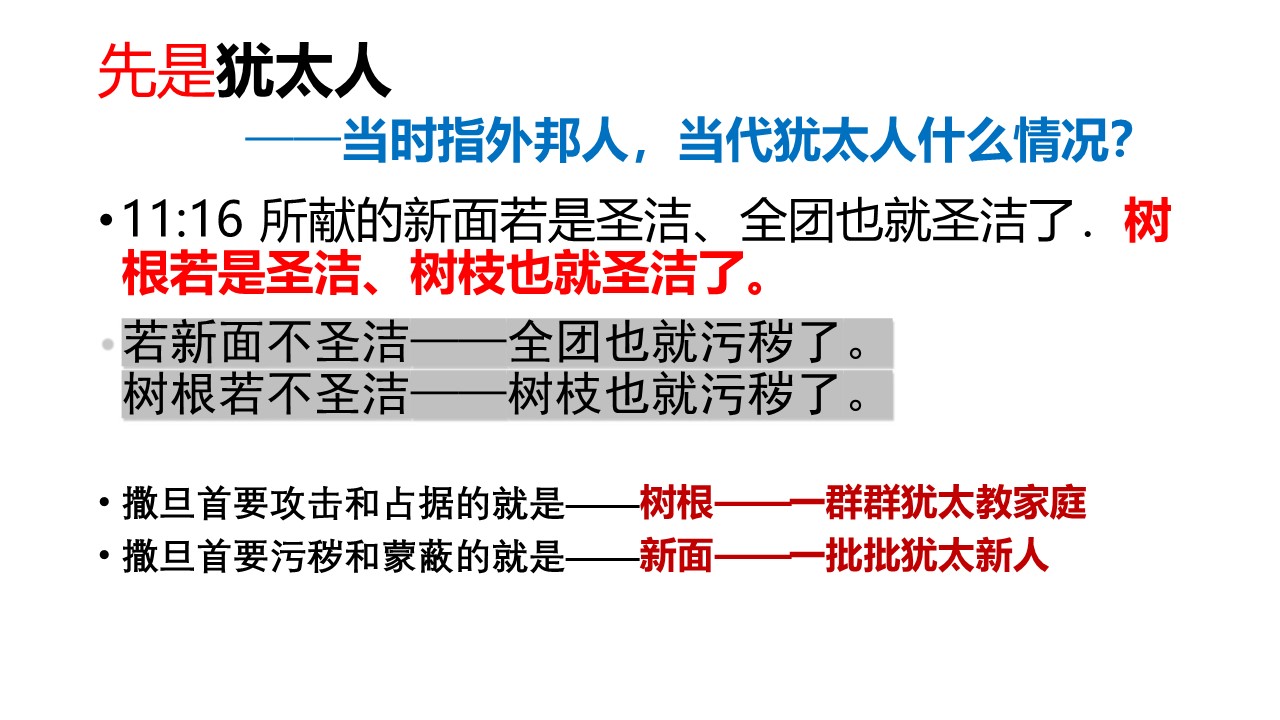 先是犹太人
——当时指外邦人，当代犹太人什么情况？
•11:16 所献的新面若是圣洁、全团也就圣洁了．树
根若是圣洁、树枝也就圣洁了。
•若新面不圣洁——全团也就污秽了。
树根若不圣洁——树枝也就污秽了。
•撒旦首要攻击和占据的就是——树根——一群群犹太教家庭
•撒旦首要污秽和蒙蔽的就是——新面——一批批犹太新人